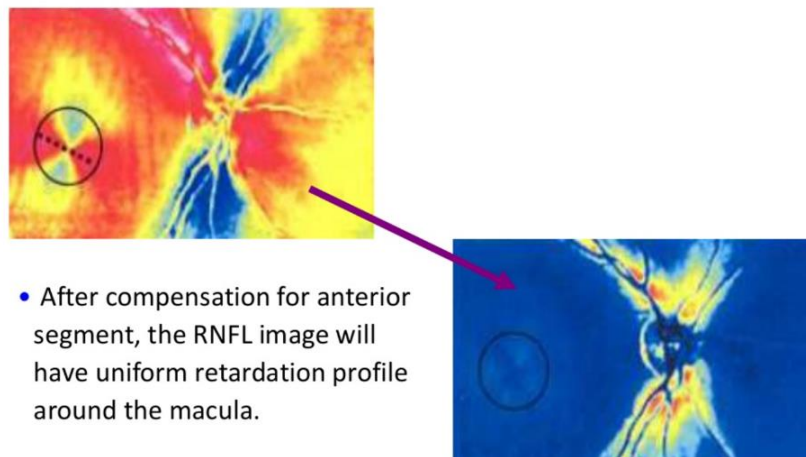 • After compensation for anterior
segment, the RNFL image will
have uniform retardation profile
around the macula.